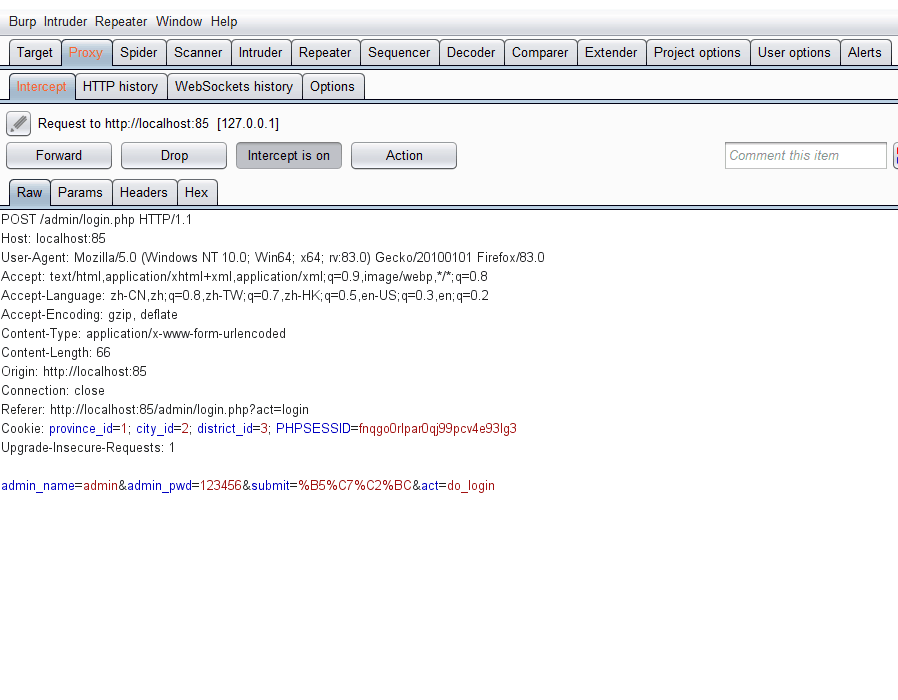 Burp Intruder Repeater Window Help
Target Proxy Spider Scanner Intruder Repeater Sequencer Decoder Comparer Extender Project options User options Alerts
Intercept HTTP history WebSockets history Options
Request to http://localhost:85 [127.0.0.1]
Forward Drop Intercept is on Action Comment this item
Raw Params Headers Hex
POST /admin/login.php HTTP/1.1
Host: localhost:85
User-Agent: Mozilla/5.0 (Windows NT 10.0; Win64; x64; rv:83.0) Gecko/20100101 Firefox/83.0
Accept: text/html,application/xhtml+xml,application/xml;q=0.9,image/webp,*/*;q=0.8
Accept-Language: zh-CN,zh;q=0.8,zh-TW;q=0.7,zh-HK;q=0.5,en-US;q=0.3,en;q=0.2
Accept-Encoding: gzip, deflate
Content-Type: application/x-www-form-urlencoded
Content-Length: 66
Origin: http://localhost:85
Connection: close
Referer: http://localhost:85/admin/login.php?act=login
Cookie: province_id=1; city_id=2; district_id=3; PHPSESSID=fnqgo0rlpar0qj99pcv4e93lg3
Upgrade-Insecure-Requests: 1
admin_name=admin&admin_pwd=123456&submit=%B5%C7%C2%BC&act=do_login